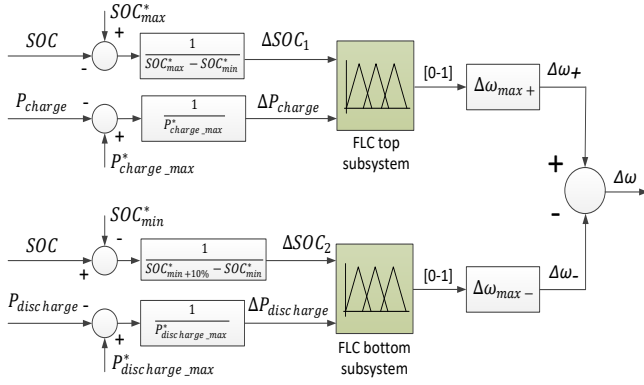 SOC*max
SOC
+
-
1
SOC*max − SOC*min
ΔSOC1
Pcharge
-
+
1
P*charge_max
ΔPcharge
P*charge_max
FLC top
subsystem
[0-1]
Δωmax+
Δω+
+
-
Δω
SOC*min
SOC
-
+
1
SOC*min+10% − SOC*min
ΔSOC2
Pdischarge
-
+
1
P*discharge_max
ΔPdischarge
P*discharge_max
FLC bottom
subsystem
[0-1]
Δωmax−
Δω-